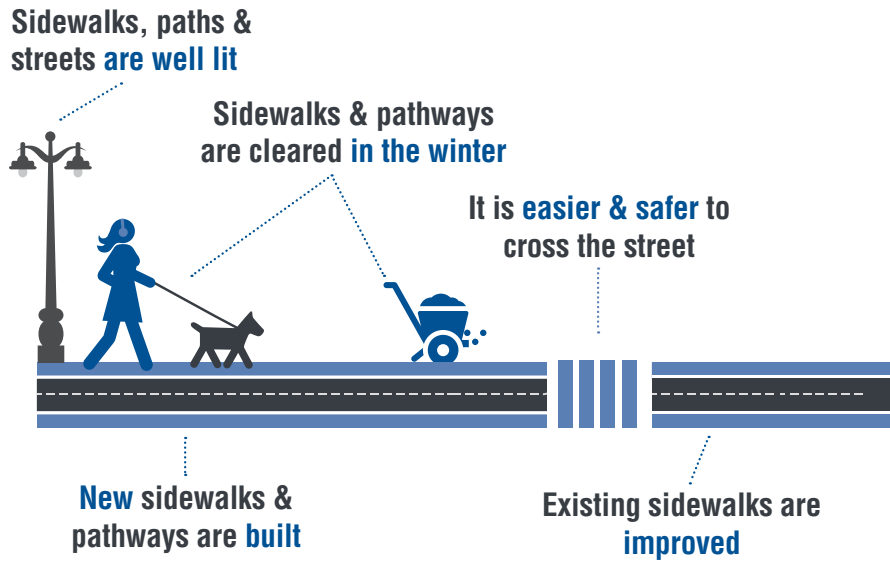 Sidewalks, paths &
streets are well lit
Sidewalks & pathways
are cleared in the winter
It is easier & safer to
cross the street
New sidewalks &
pathways are built
Existing sidewalks are
improved